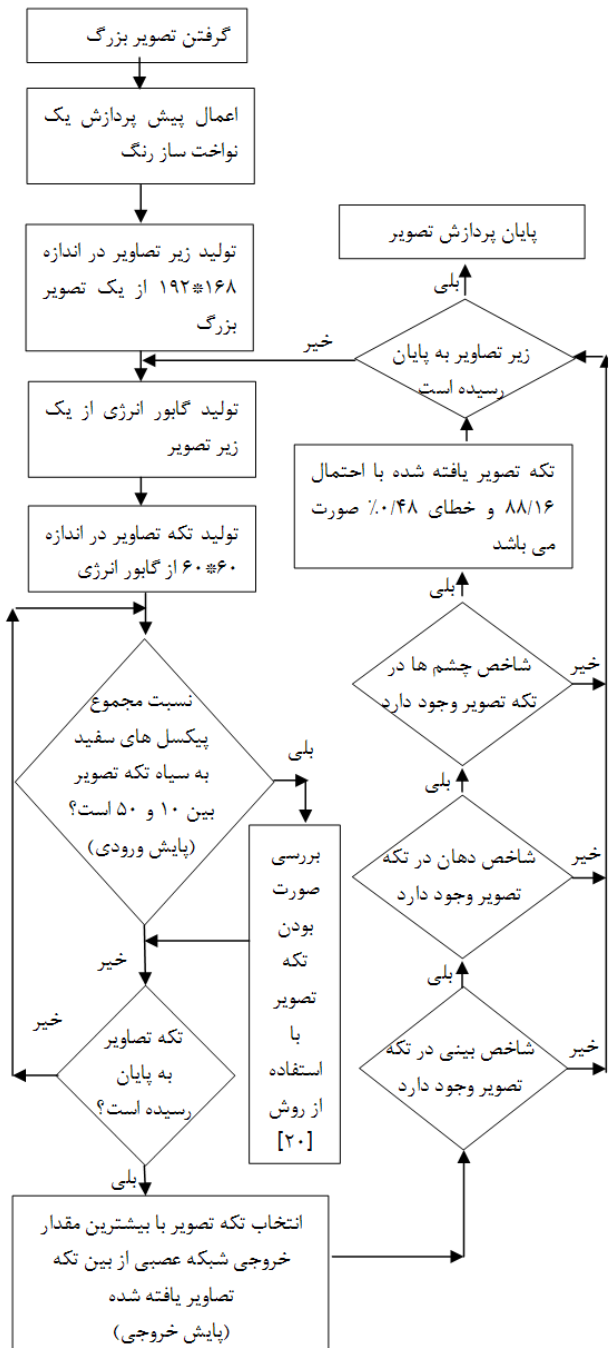 گرفتن تصویر بزرگ
اعمال پیش پردازش یک
نواخت ساز رنگ
تولید زیر تصاویر در اندازه
۱۹۲*۱۶۸ از یک تصویر
بزرگ
تولید گابور انرژی از یک
زیر تصویر
تولید تکه تصاویر در اندازه
۶۰*۶۰ از گابور انرژی
نسبت مجموع
پیکسل های سفید
به سیاه تکه تصویر
بین ۱۰ و ۵۰ است؟
(پایش ورودی)
بلی
بررسی
صورت
بودن
تکه
تصویر
با
استفاده
از روش
[۲۰]
خیر
تکه تصاویر
به پایان
رسیده است؟
خیر
بلی
انتخاب تکه تصویر با بیشترین مقدار
خروجی شبکه عصبی از بین تکه
تصاویر یافته شده
(پایش خروجی)
شاخص بینی در تکه
تصویر وجود دارد
خیر
بلی
شاخص دهان در تکه
تصویر وجود دارد
خیر
بلی
شاخص چشم ها در
تکه تصویر وجود دارد
خیر
بلی
تکه تصویر یافته شده با احتمال
۸۸/۱۶ و خطای ۰/۴۸٪ صورت
می باشد
زیر تصاویر به پایان
رسیده است
خیر
بلی
پایان پردازش تصویر